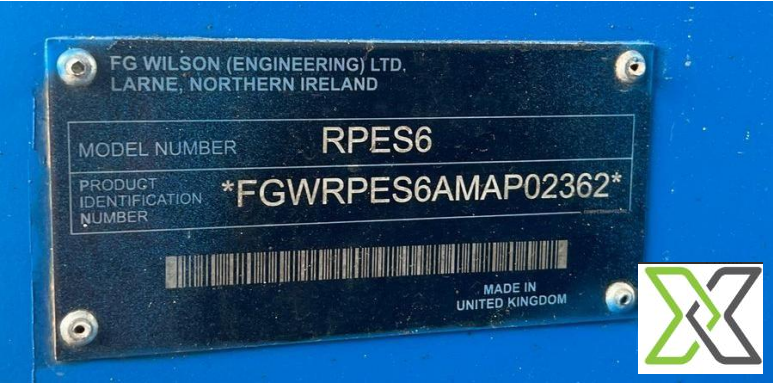 FG WILSON (ENGINEERING) LTD.
LARNE, NORTHERN IRELAND
MODEL NUMBER RPES6
PRODUCT
IDENTIFICATION
NUMBER
*FGWRPES6AMAP02362*
MADE IN
UNITED KINGDOM